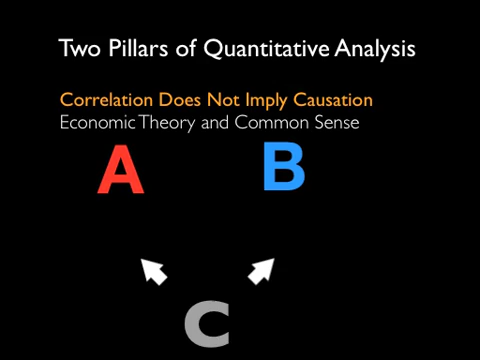 Two Pillars of Quantitative Analysis
Correlation Does Not Imply Causation
Economic Theory and Common Sense
A B
C